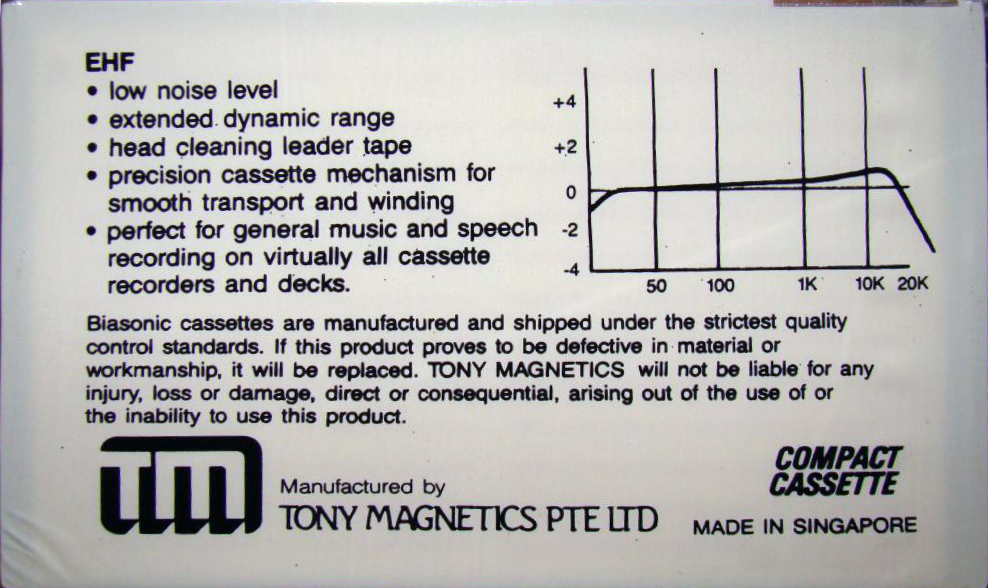 EHF
• low noise level
• extended dynamic range
• head cleaning leader tape
• precision cassette mechanism for
smooth transport and winding
• perfect for general music and speech
recording on virtually all cassette
recorders and decks.
+4
+2
0
-2
-4
50 100 1K 10K 20K
Biasonic cassettes are manufactured and shipped under the strictest quality
control standards. If this product proves to be defective in material or
workmanship, it will be replaced. TONY MAGNETICS will not be liable for any
injury, loss or damage, direct or consequential, arising out of the use of or
the inability to use this product.
TM
Manufactured by
TONY MAGNETICS PTE LTD
COMPACT
CASSETTE
MADE IN SINGAPORE